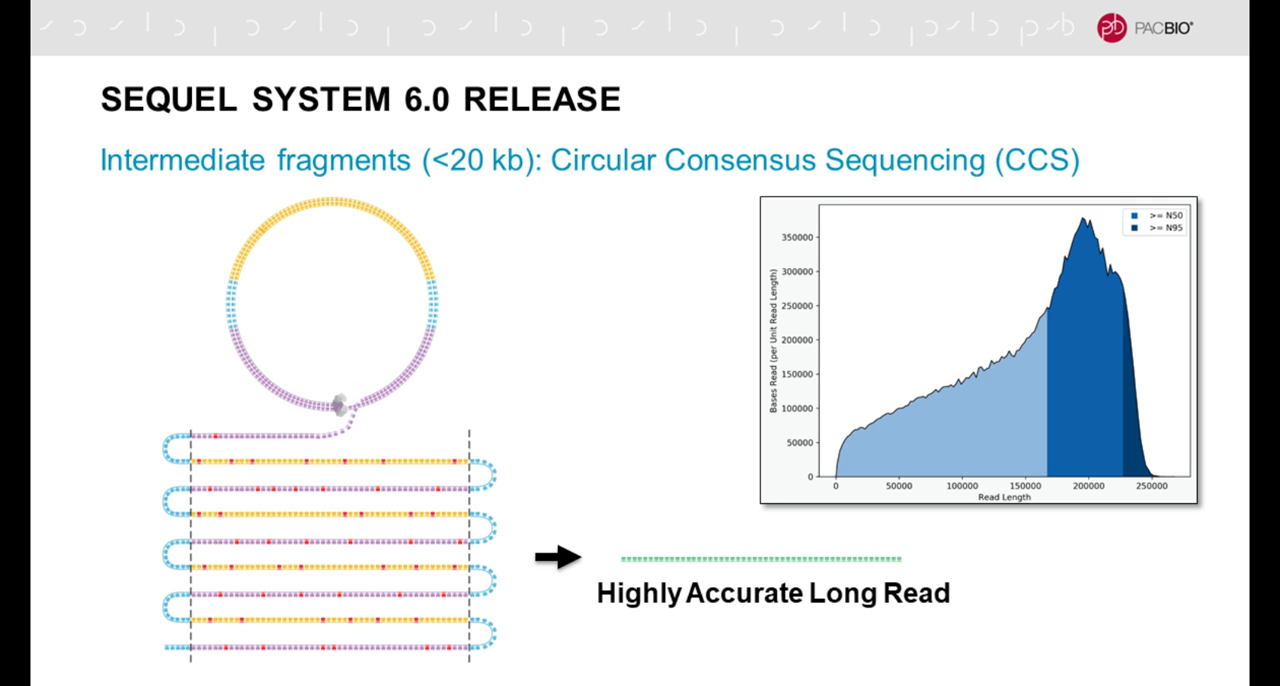 PACBIO®
SEQUEL SYSTEM 6.0 RELEASE
Intermediate fragments (<20 kb): Circular Consensus Sequencing (CCS)
>= N50
>= N95
Bases Read (per Unit Read Length)
350000
300000
250000
200000
150000
100000
50000
0
0 50000 100000 150000 200000 250000
Read Length
Highly Accurate Long Read